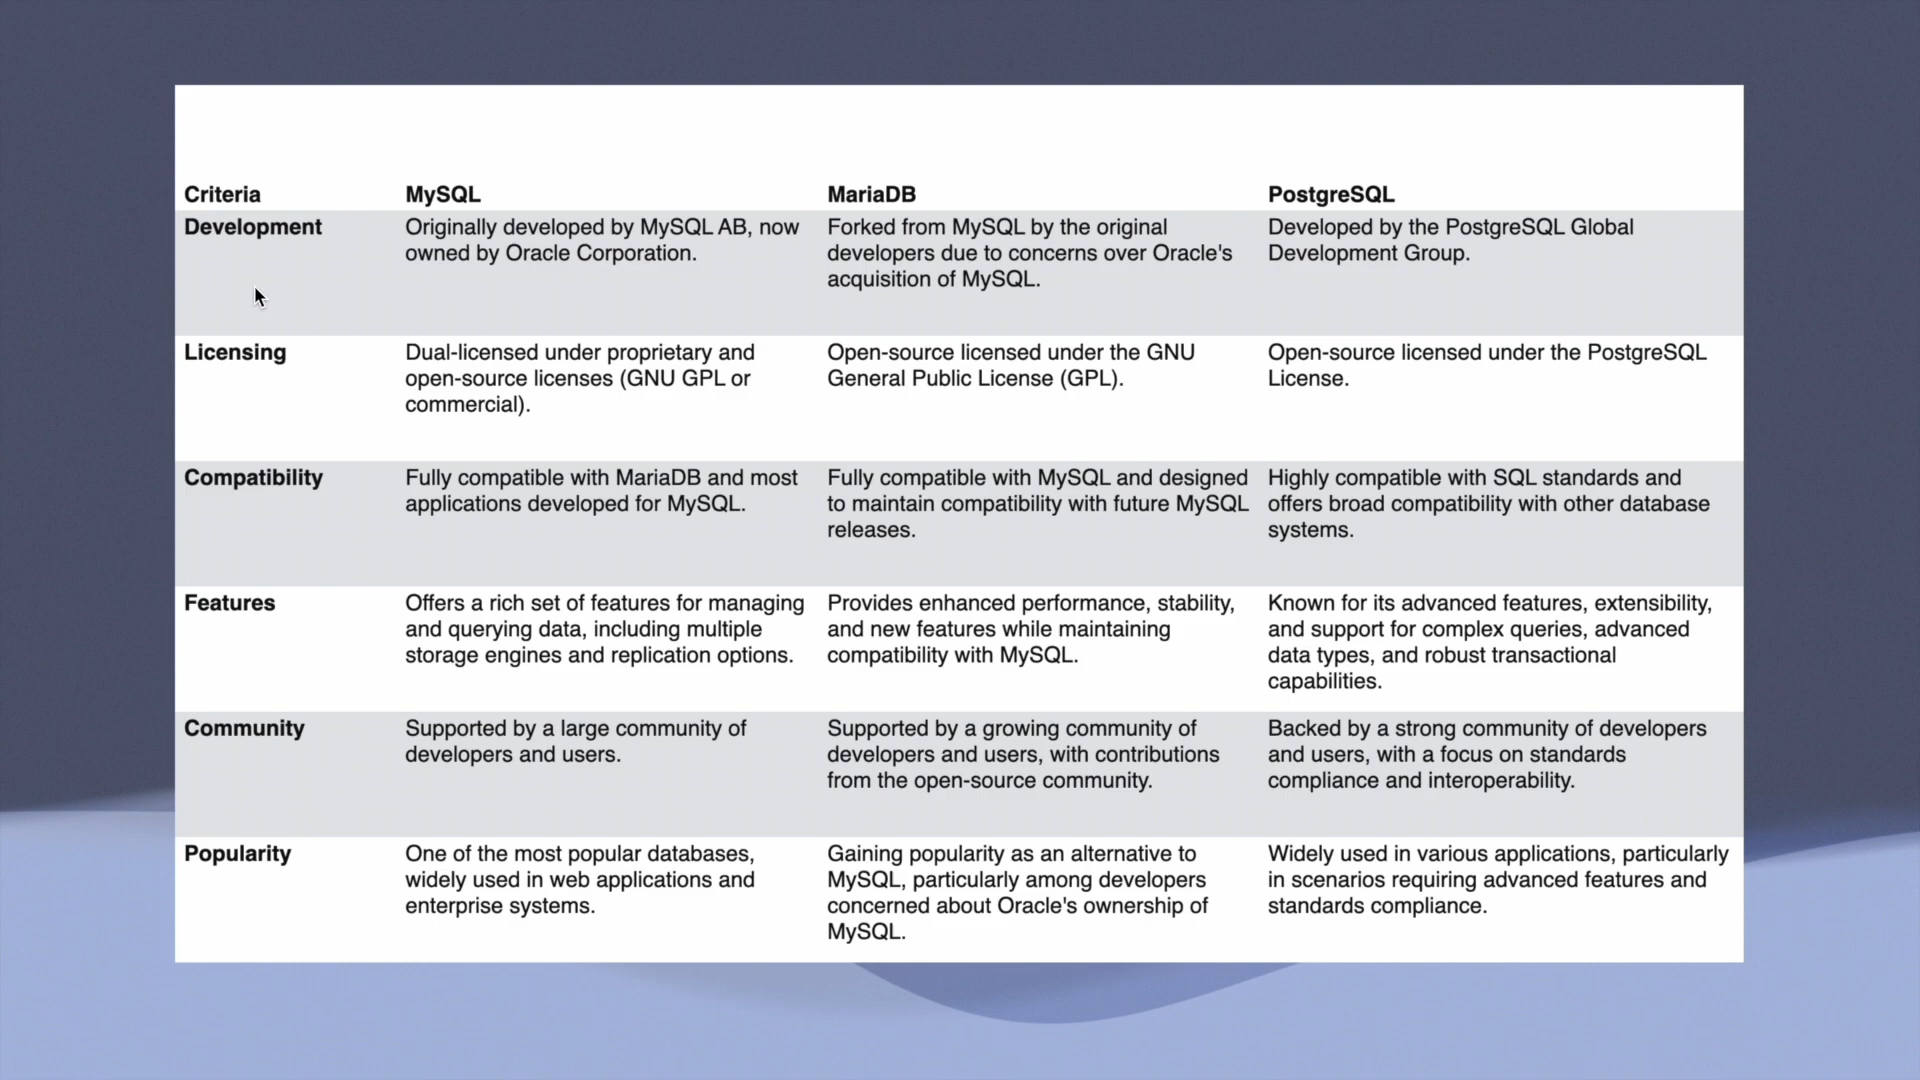 Criteria
MySQL
MariaDB
PostgreSQL
Development
Originally developed by MySQL AB, now
owned by Oracle Corporation.
Forked from MySQL by the original
developers due to concerns over Oracle's
acquisition of MySQL.
Developed by the PostgreSQL Global
Development Group.
Licensing
Dual-licensed under proprietary and
open-source licenses (GNU GPL or
commercial).
Open-source licensed under the GNU
General Public License (GPL).
Open-source licensed under the PostgreSQL
License.
Compatibility
Fully compatible with MariaDB and most
applications developed for MySQL.
Fully compatible with MySQL and designed
to maintain compatibility with future MySQL
releases.
Highly compatible with SQL standards and
offers broad compatibility with other database
systems.
Features
Offers a rich set of features for managing
and querying data, including multiple
storage engines and replication options.
Provides enhanced performance, stability,
and new features while maintaining
compatibility with MySQL.
Known for its advanced features, extensibility,
and support for complex queries, advanced
data types, and robust transactional
capabilities.
Community
Supported by a large community of
developers and users.
Supported by a growing community of
developers and users, with contributions
from the open-source community.
Backed by a strong community of developers
and users, with a focus on standards
compliance and interoperability.
Popularity
One of the most popular databases,
widely used in web applications and
enterprise systems.
Gaining popularity as an alternative to
MySQL, particularly among developers
concerned about Oracle's ownership of
MySQL.
Widely used in various applications, particularly
in scenarios requiring advanced features and
standards compliance.